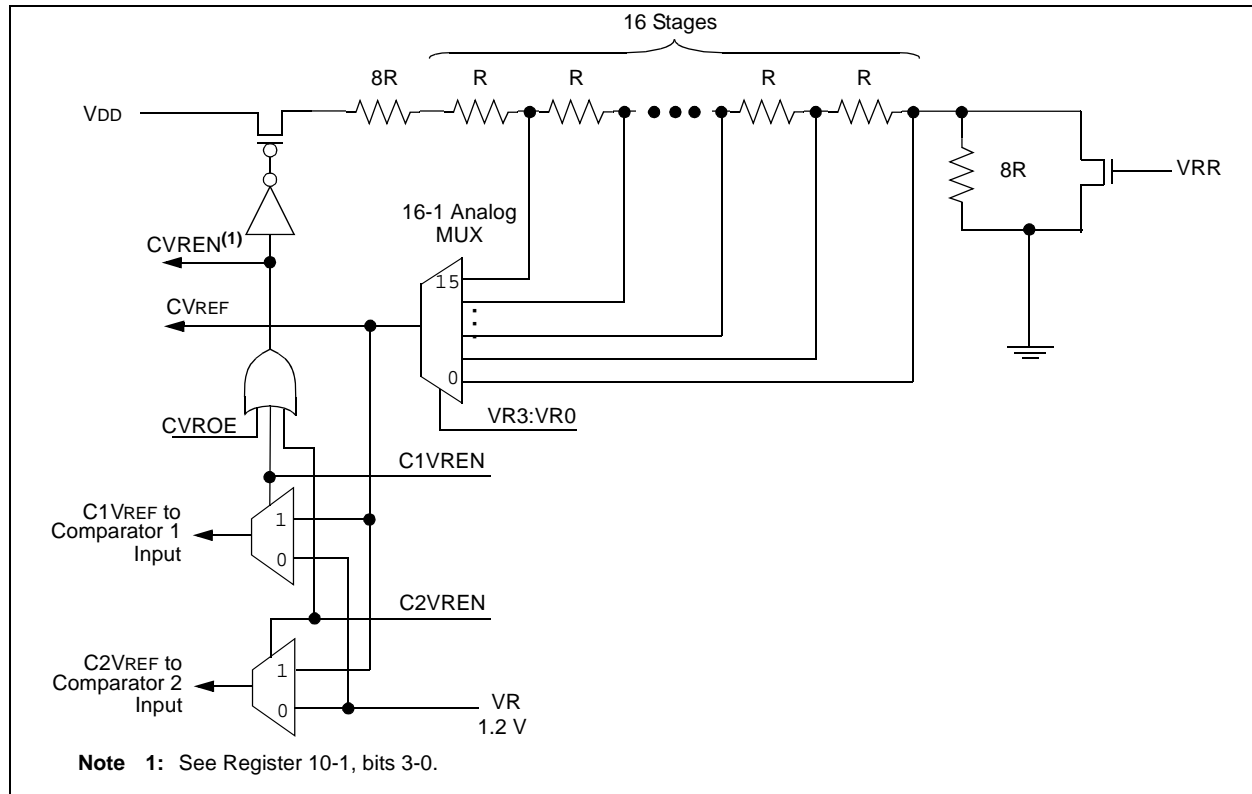 16 Stages
8R
R
R
R
R
VDD
8R
VRR
16-1 Analog
MUX
CVREN(1)
15
CVREF
0
VR3:VR0
CVROE
C1VREN
C1VREF to
Comparator 1
Input
1
0
C2VREN
C2VREF to
Comparator 2
Input
1
0
VR
1.2 V
Note 1: See Register 10-1, bits 3-0.